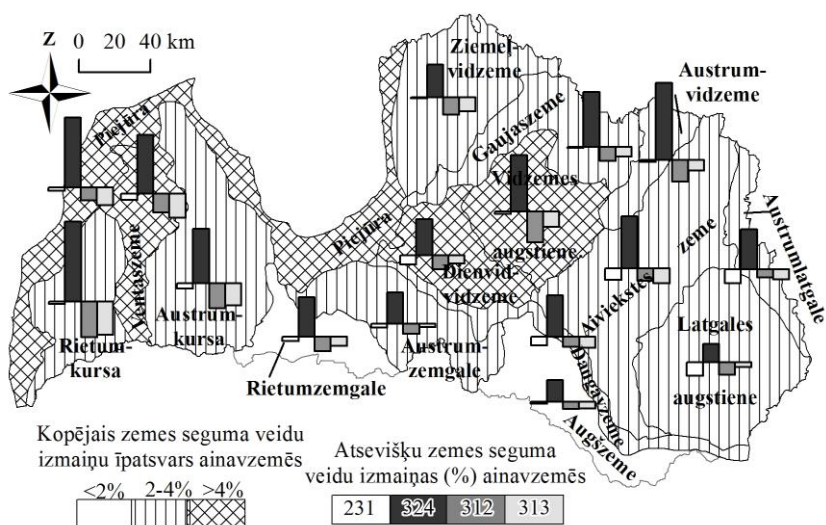 Z
0 20 40 km
Ziemeļ-
vidzeme
Austrum-
vidzeme
Piejūra
Gaujaszeme
Vidzemes
augstiene
Piejūra
Ventaszeme
Dienvid-
vidzeme
Aiviekstes
zeme
Austrumlatgale
Rietum-
kursa
Austrum-
kursa
Rietumzemgale
Austrum-
zemgale
Daugavzeme
Augšzeme
Latgales
augstiene
Kopējais zemes seguma veidu
izmaiņu īpatsvars ainavzemēs
<2% 2-4% >4%
Atsevišķu zemes seguma
veidu izmaiņas (%) ainavzemēs
231 324 312 313